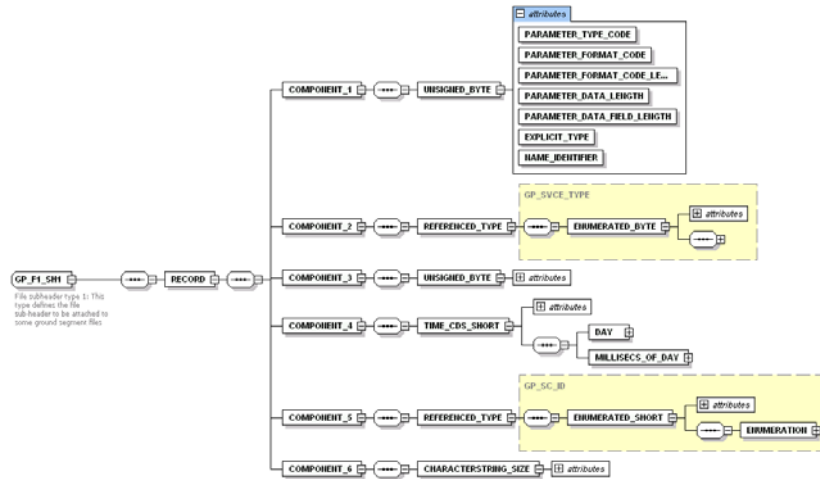 attributes
PARAMETER_TYPE_CODE
PARAMETER_FORMAT_CODE
PARAMETER_FORMAT_CODE_LE...
PARAMETER_DATA_LENGTH
PARAMETER_DATA_FIELD_LENGTH
EXPLICIT_TYPE
NAME_IDENTIFIER
COMPONENT_1 UNSIGNED_BYTE
GP_SVCE_TYPE
attributes
COMPONENT_2 REFERENCED_TYPE ENUMERATED_BYTE
GP_F1_SH1 RECORD COMPONENT_3 UNSIGNED_BYTE attributes
File subheader type 1: This
type defines the file
sub-header to be attached to
some ground segment files
attributes
COMPONENT_4 TIME_CDS_SHORT
DAY
MILLISECS_OF_DAY
GP_SC_ID
attributes
COMPONENT_5 REFERENCED_TYPE ENUMERATED_SHORT
ENUMERATION
COMPONENT_6 CHARACTERSTRING_SIZE attributes